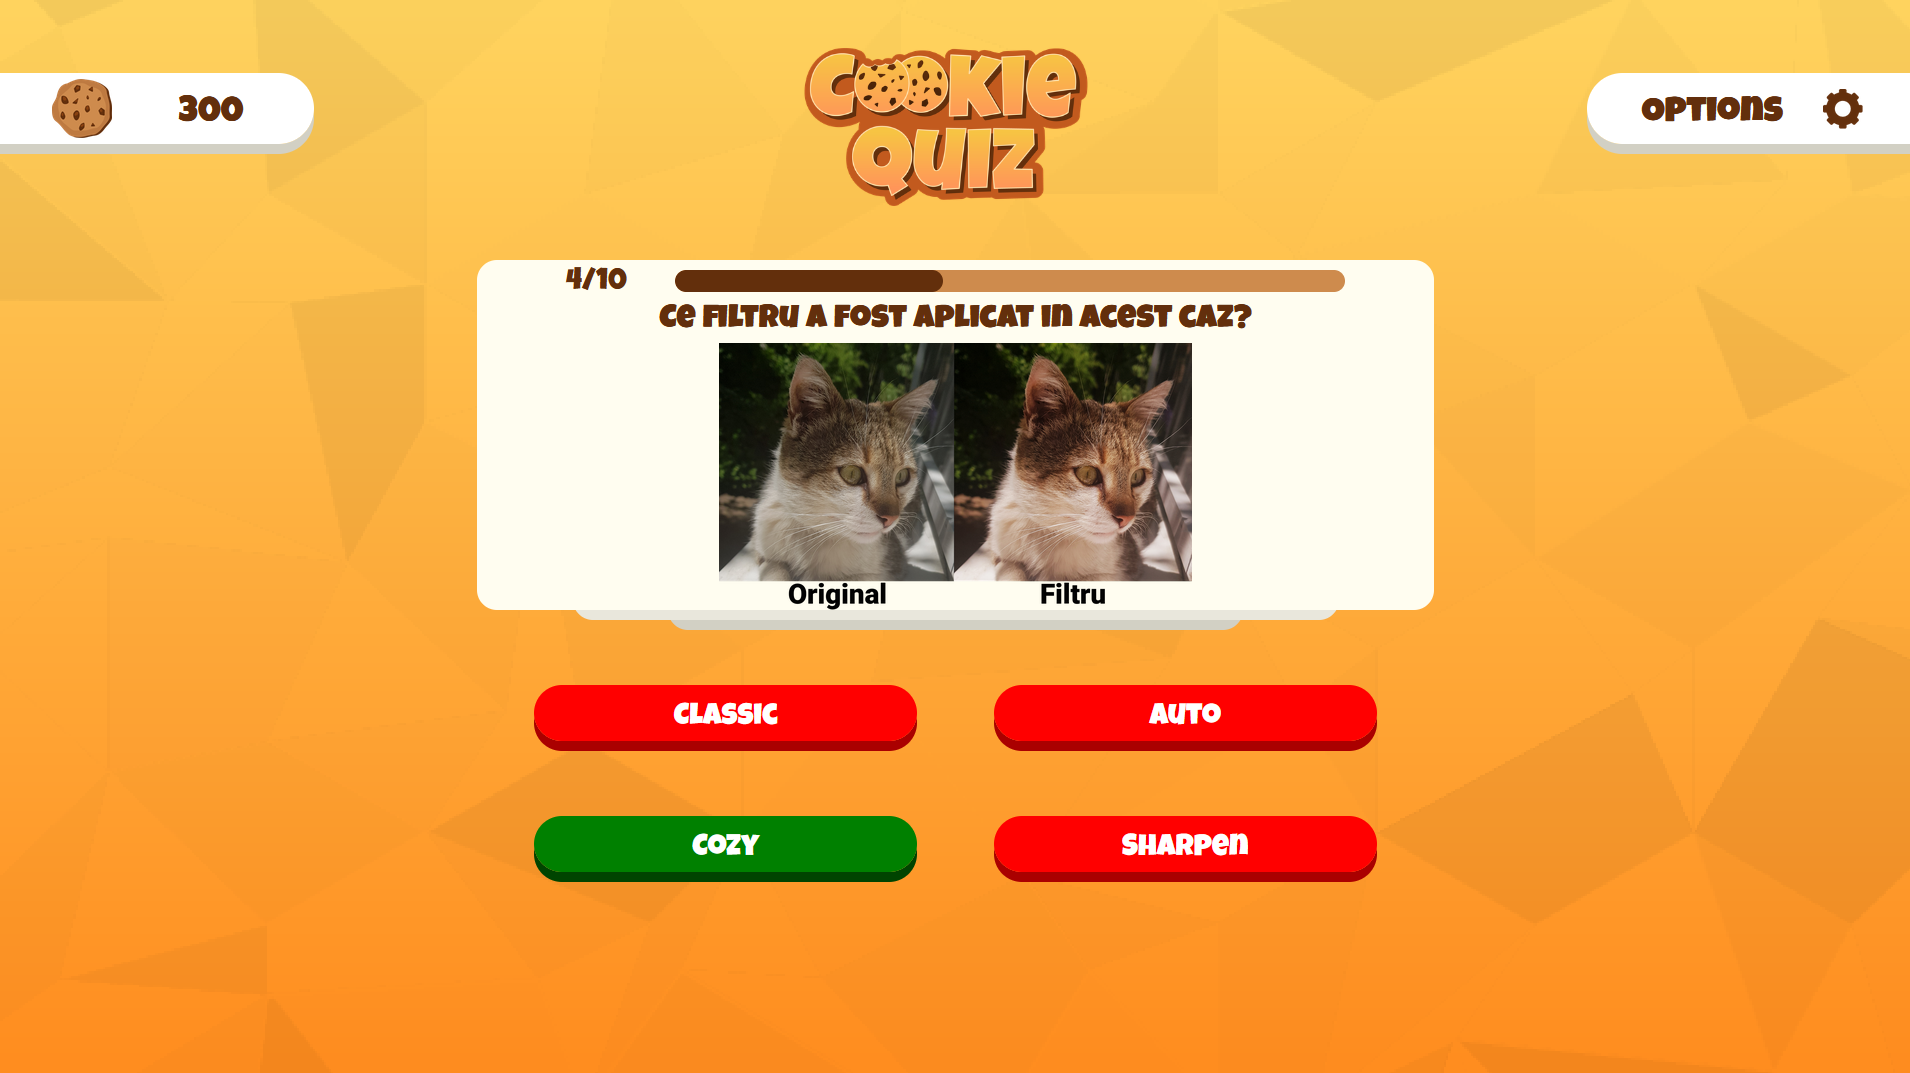 300
COOKIE
QUIZ
OPTIONS
4/10
CE FILTRU A FOST APLICAT IN ACEST CAZ?
Original Filtru
CLASSIC
AUTO
COZY
SHARPEN